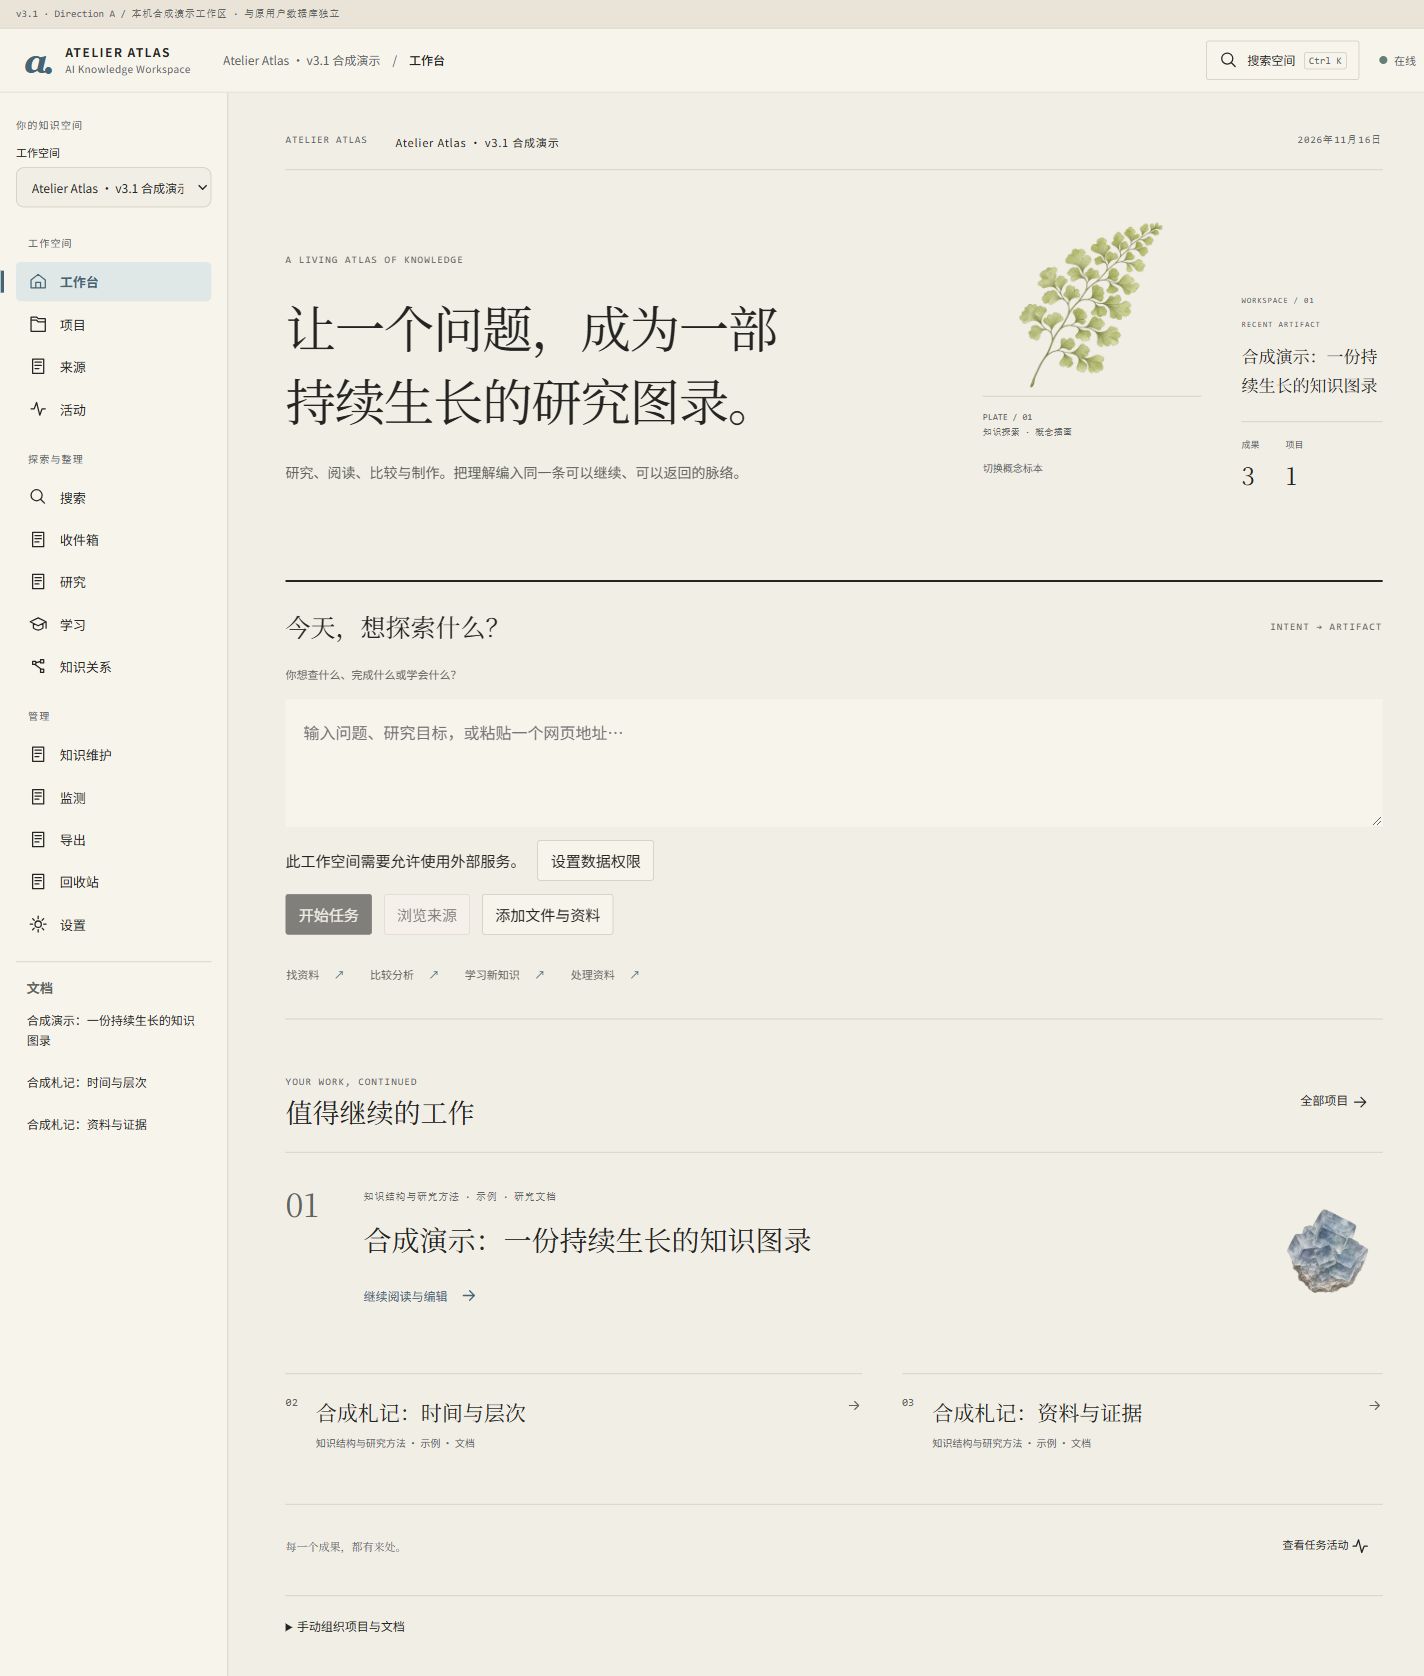 v3.1 · Direction A / 本机合成演示工作区 · 与原用户数据库独立
a.
ATELIER ATLAS
AI Knowledge Workspace
Atelier Atlas · v3.1 合成演示 / 工作台
搜索空间 Ctrl K
在线
你的知识空间
工作空间
Atelier Atlas · v3.1 合成演示
工作空间
工作台
项目
来源
活动
探索与整理
搜索
收件箱
研究
学习
知识关系
管理
知识维护
监测
导出
回收站
设置
文档
合成演示：一份持续生长的知识
图录
合成札记：时间与层次
合成札记：资料与证据
ATELIER ATLAS
Atelier Atlas · v3.1 合成演示
2026年11月16日
A LIVING ATLAS OF KNOWLEDGE
让一个问题，成为一部
持续生长的研究图录。
研究、阅读、比较与制作。把理解编入同一条可以继续、可以返回的脉络。
PLATE / 01
知识探索 · 概念插画
切换概念标本
WORKSPACE / 01
RECENT ARTIFACT
合成演示：一份持
续生长的知识图录
成果 项目
3 1
今天，想探索什么？
INTENT → ARTIFACT
你想查什么、完成什么或学会什么？
输入问题、研究目标，或粘贴一个网页地址…
此工作空间需要允许使用外部服务。 设置数据权限
开始任务 浏览来源 添加文件与资料
找资料 ↗ 比较分析 ↗ 学习新知识 ↗ 处理资料 ↗
YOUR WORK, CONTINUED
值得继续的工作
全部项目 →
01
知识结构与研究方法 · 示例 · 研究文档
合成演示：一份持续生长的知识图录
继续阅读与编辑 →
02
合成札记：时间与层次 →
知识结构与研究方法 · 示例 · 文档
03
合成札记：资料与证据 →
知识结构与研究方法 · 示例 · 文档
每一个成果，都有来处。
查看任务活动
▶ 手动组织项目与文档